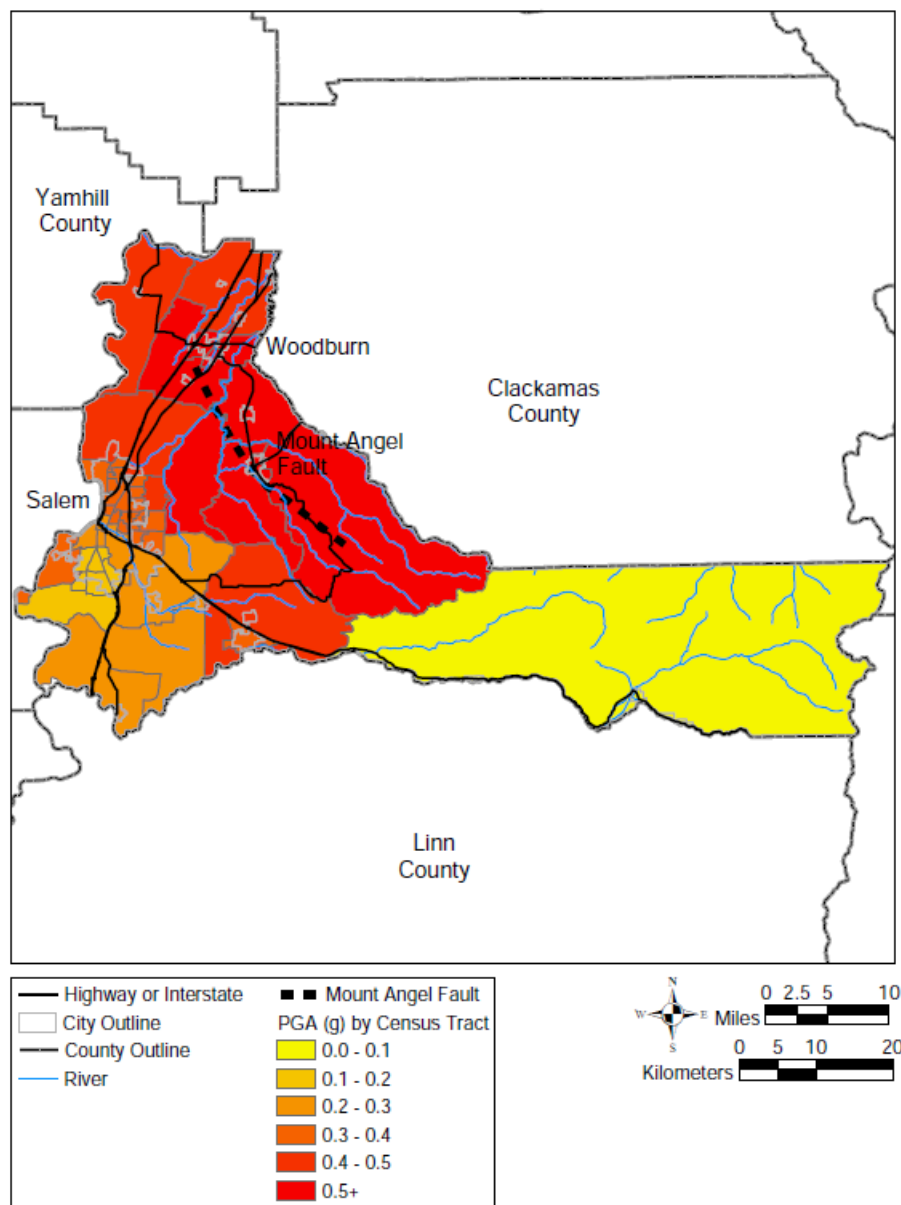 Yamhill
County
Woodburn
Clackamas
County
Mount Angel
Fault
Salem
Linn
County
Highway or Interstate
City Outline
County Outline
River
Mount Angel Fault
PGA (g) by Census Tract
0.0 - 0.1
0.1 - 0.2
0.2 - 0.3
0.3 - 0.4
0.4 - 0.5
0.5+
N
W E
S
0 2.5 5 10
Miles
0 5 10 20
Kilometers